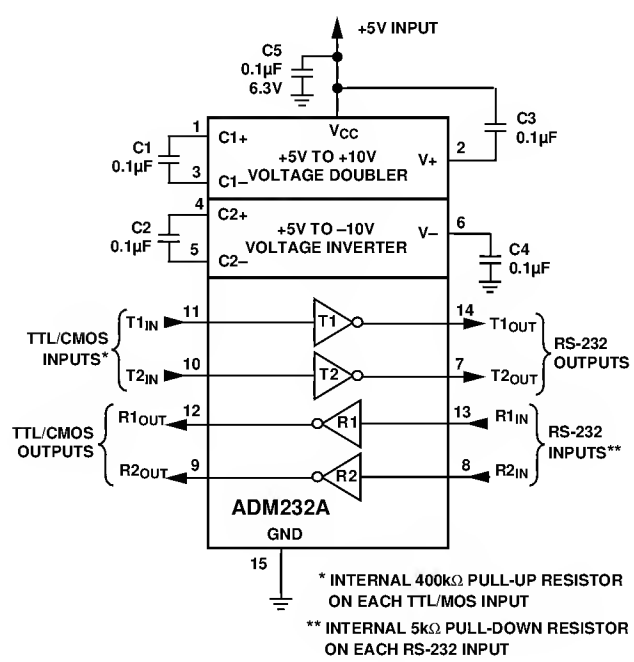 +5V INPUT
C5
0.1µF
6.3V
C3
0.1µF
VCC
1
C1+
C1
0.1µF
3
C1–
+5V TO +10V
VOLTAGE DOUBLER
V+
2
4
C2+
C2
0.1µF
5
C2–
+5V TO –10V
VOLTAGE INVERTER
V–
6
C4
0.1µF
TTL/CMOS
INPUTS*
T1IN
11
T1
14
T1OUT
T2IN
10
T2
7
T2OUT
RS-232
OUTPUTS
TTL/CMOS
OUTPUTS
R1OUT
12
R1
13
R1IN
R2OUT
9
R2
8
R2IN
RS-232
INPUTS**
ADM232A
GND
15
* INTERNAL 400kΩ PULL-UP RESISTOR
ON EACH TTL/MOS INPUT
** INTERNAL 5kΩ PULL-DOWN RESISTOR
ON EACH RS-232 INPUT